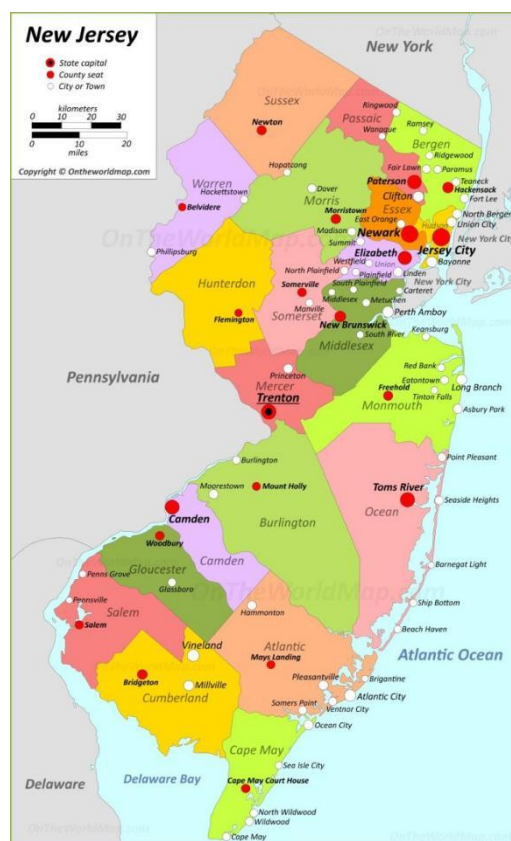 New Jersey
State capital
County seat
City or Town
kilometers
0 10 20 30
0 10 20
miles
Copyright © Ontheworldmap.com
New York
Sussex
Newton
Passaic
Ringwood
Wanaque
Ramsey
Bergen
Ridgewood
Fair Lawn
Paramus
Teaneck
Hackensack
Fort Lee
Paterson
Clifton
Hopatcong
Warren
Hackettstown
Belvidere
Dover
Morris
Morristown
Essex
East Orange
Newark
Madison
Summit
Hudson
North Bergen
Union City
New York City
Jersey City
Bayonne
Elizabeth
Union
Linden
New York City
Phillipsburg
Westfield
North Plainfield
Plainfield
Hunterdon
Somerville
South Plainfield
Middlesex
Metuchen
Carteret
Flemington
Manville
Somerset
New Brunswick
Perth Amboy
South River
Middlesex
Keansburg
Pennsylvania
Princeton
Mercer
Trenton
Red Bank
Eatontown
Long Branch
Tinton Falls
Freehold
Monmouth
Asbury Park
Burlington
Point Pleasant
Moorestown
Mount Holly
Toms River
Ocean
Seaside Heights
Camden
Burlington
Woodbury
Camden
Gloucester
Barnegat Light
Penns Grove
Glassboro
OnTheWorldMap.com
Pennsville
Salem
Salem
Hammonton
Ship Bottom
Beach Haven
Atlantic
Vineland
Mays Landing
Atlantic Ocean
Bridgeton
Millville
Pleasantville
Brigantine
Cumberland
Atlantic City
Somers Point
Ventnor City
Ocean City
Cape May
Sea Isle City
Delaware
Delaware Bay
Cape May Court House
North Wildwood
Wildwood
Cape May